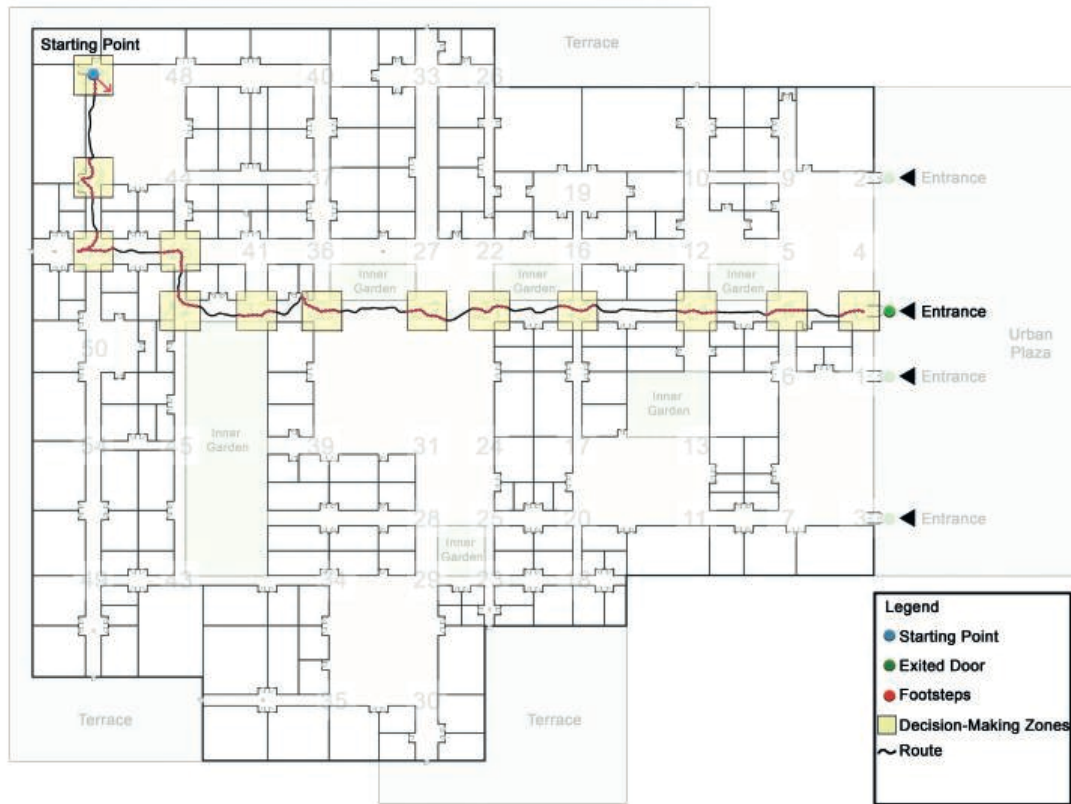 Terrace
Starting Point
48
40
33
26
44
37
19
10
9
2
Entrance
41
36
27
22
16
12
5
4
Inner
Garden
Inner
Garden
Inner
Garden
Entrance
50
Urban
Plaza
6
1
Entrance
Inner
Garden
54
45
Inner
Garden
39
31
24
17
13
28
25
20
11
7
3
Entrance
Inner
Garden
49
43
34
29
23
18
35
30
Terrace
Terrace
Legend
Starting Point
Exited Door
Footsteps
Decision-Making Zones
Route